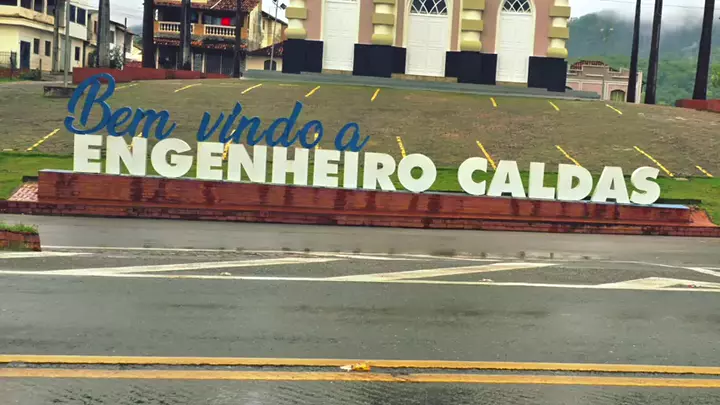 Bem vindo a
ENGENHEIRO CALDAS